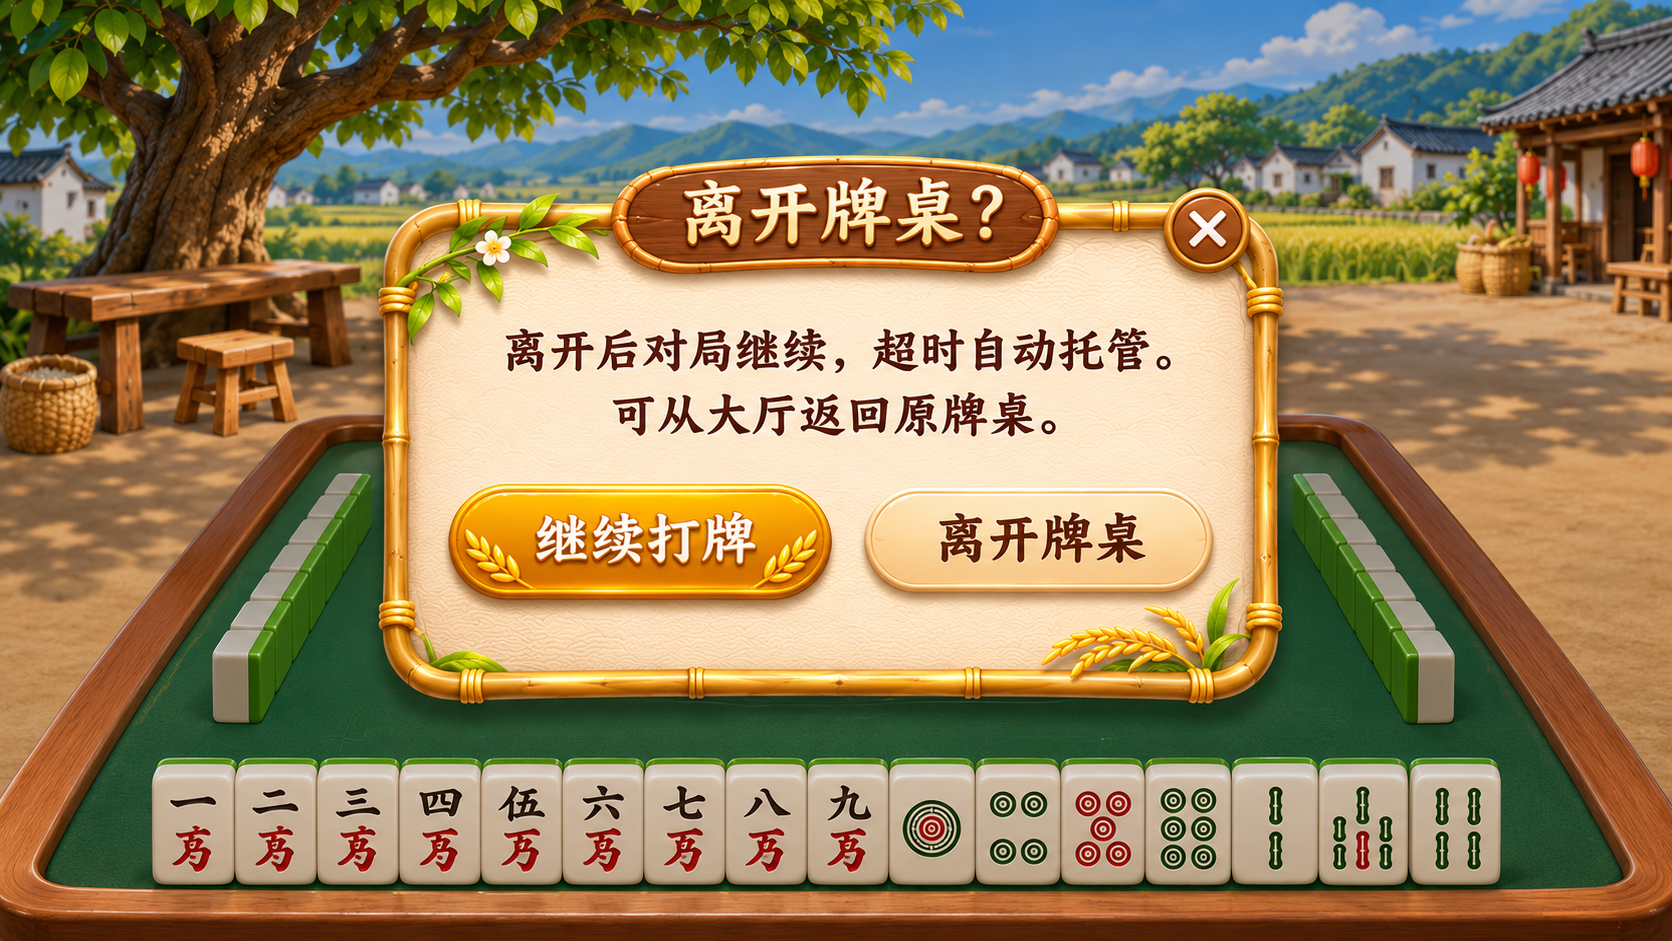 离开牌桌？
离开后对局继续，超时自动托管。
可从大厅返回原牌桌。
继续打牌
离开牌桌
一 二 三 四 伍 六 七 八 九